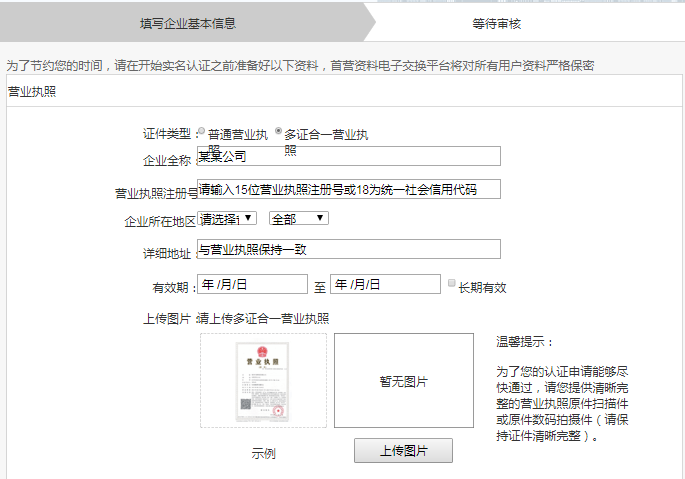 填写企业基本信息
等待审核
为了节约您的时间，请在开始实名认证之前准备好以下资料，首营资料电子交换平台将对所有用户资料严格保密
营业执照
证件类型：
普通营业执照
多证合一营业执照
企业全称：
某某公司
营业执照注册号
请输入15位营业执照注册号或18为统一社会信用代码
企业所在地区
请选择
全部
详细地址：
与营业执照保持一致
有效期：
年 /月/日
至
年 /月/日
长期有效
上传图片：
请上传多证合一营业执照
营业执照
暂无图片
示例
上传图片
温馨提示：
为了您的认证申请能够尽
快通过，请您提供清晰完
整的营业执照原件扫描件
或原件数码拍摄件（请保
持证件清晰完整）。